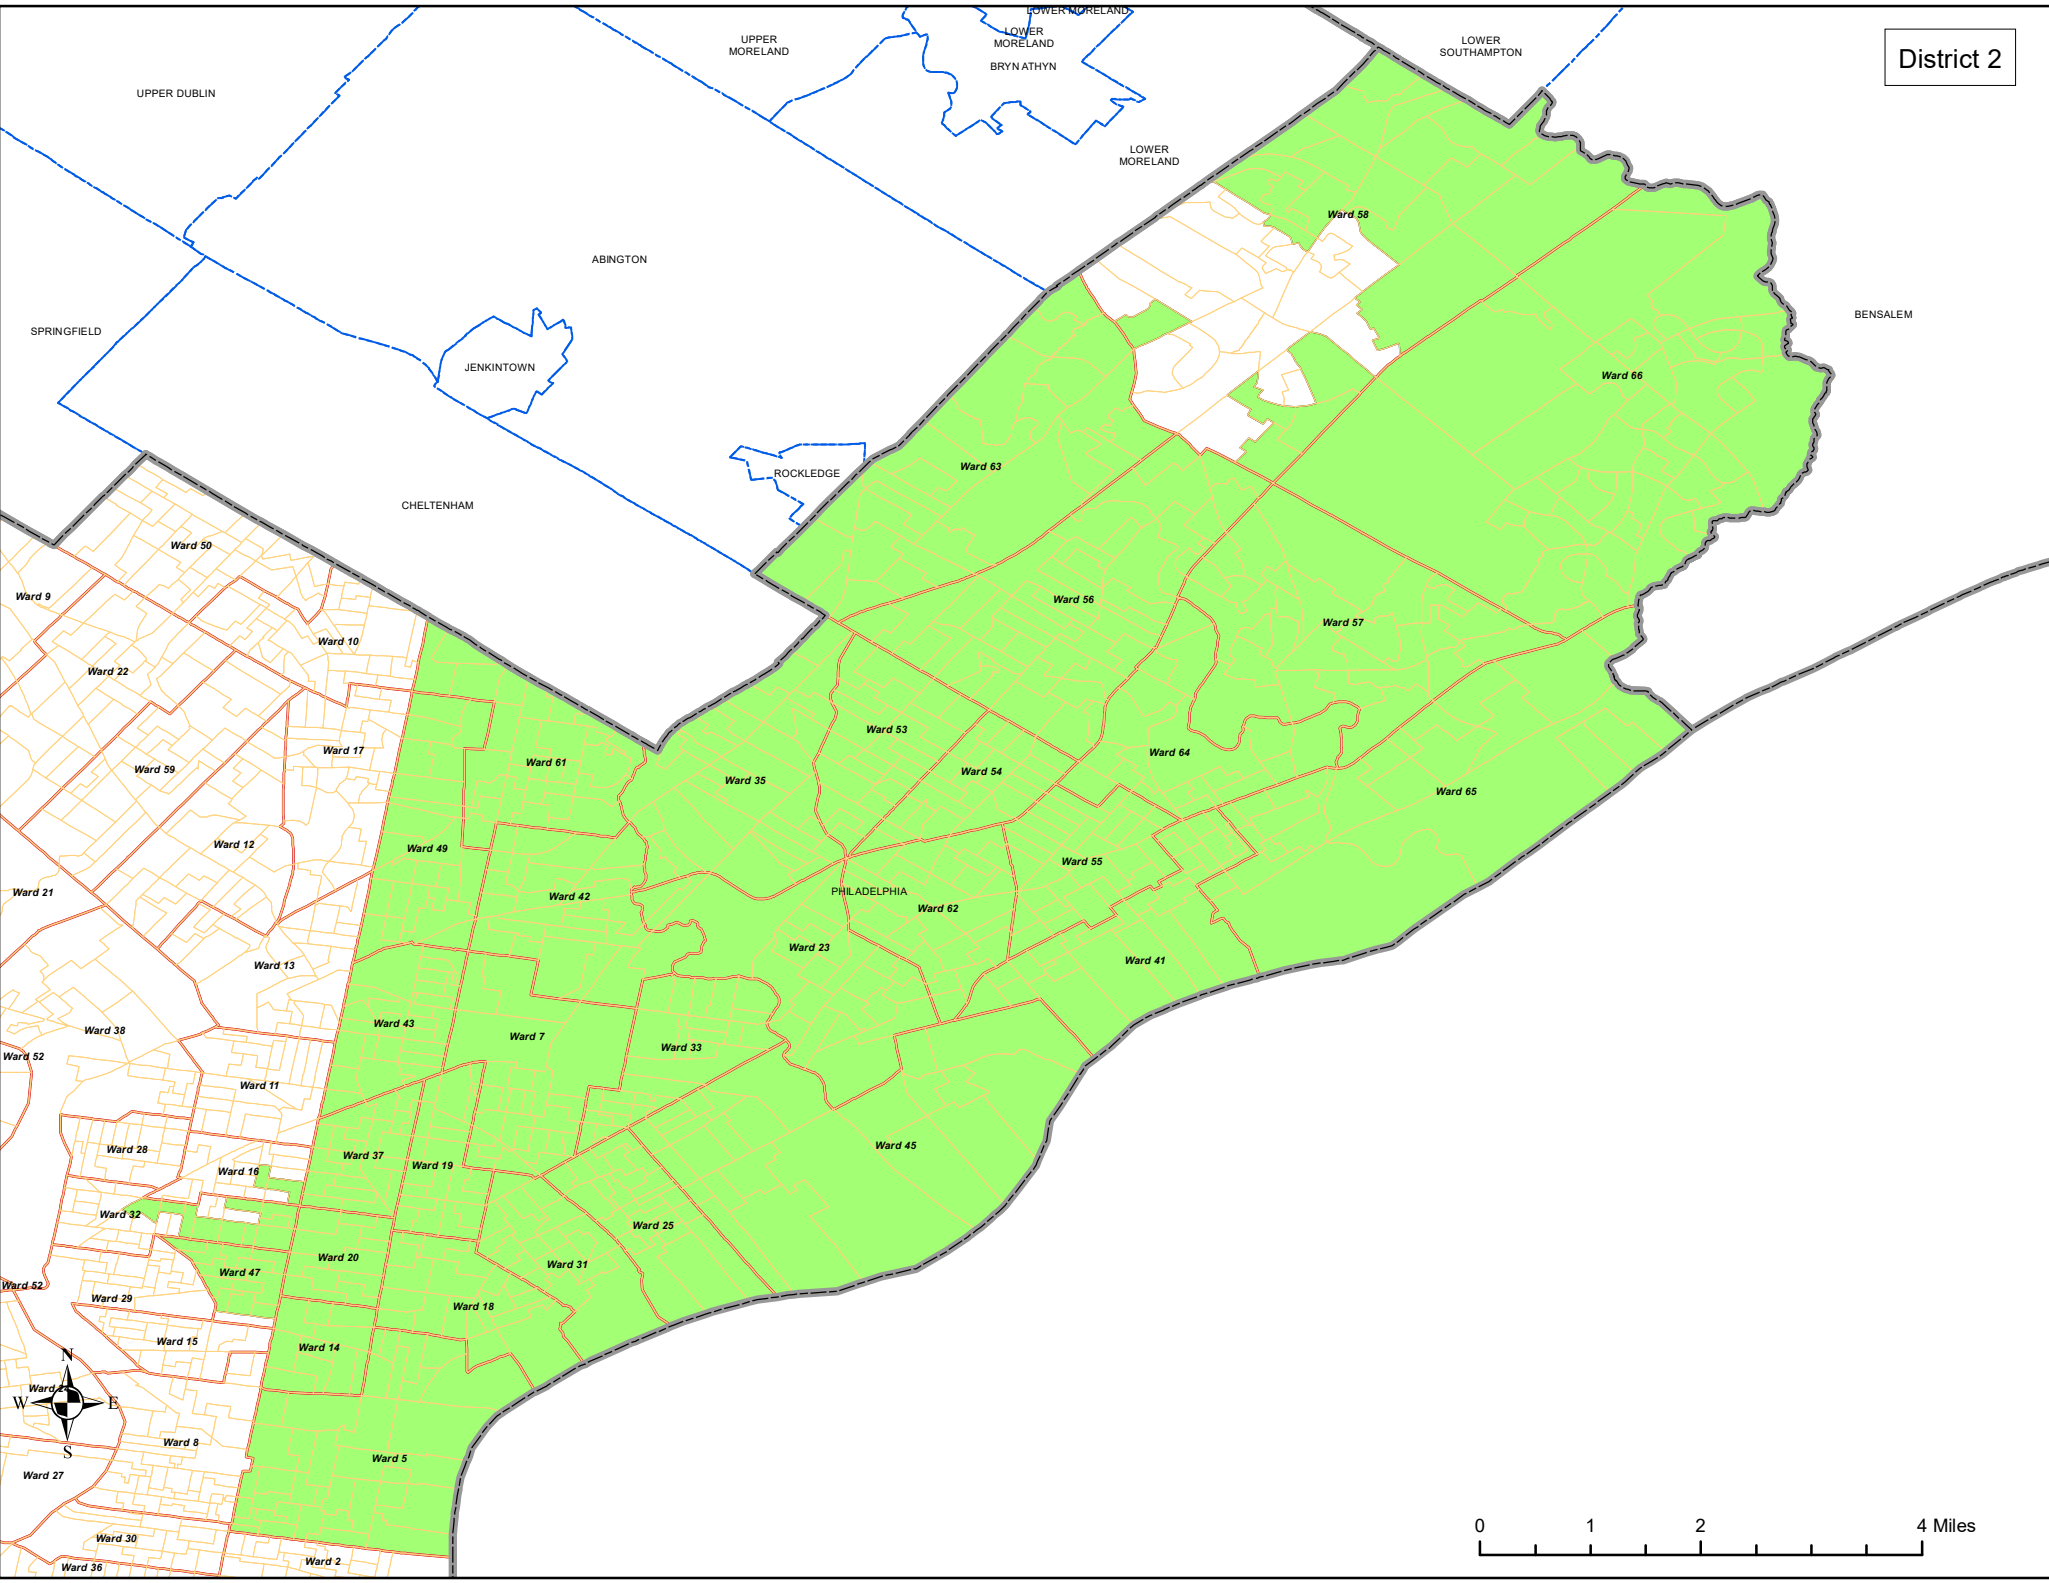 LOWER MORELAND
LOWER
MORELAND
BRYN ATHYN
UPPER
MORELAND
LOWER
SOUTHAMPTON
District 2
UPPER DUBLIN
LOWER
MORELAND
Ward 58
ABINGTON
BENSALEM
SPRINGFIELD
JENKINTOWN
Ward 66
Ward 63
ROCKLEDGE
CHELTENHAM
Ward 50
Ward 9
Ward 56
Ward 57
Ward 10
Ward 22
Ward 53
Ward 17
Ward 64
Ward 61
Ward 59
Ward 54
Ward 35
Ward 65
Ward 12
Ward 49
Ward 55
Ward 21
PHILADELPHIA
Ward 42
Ward 62
Ward 23
Ward 41
Ward 13
Ward 43
Ward 38
Ward 7
Ward 33
Ward 52
Ward 11
Ward 28
Ward 45
Ward 37
Ward 19
Ward 16
Ward 32
Ward 25
Ward 20
Ward 31
Ward 47
Ward 52
Ward 29
Ward 18
Ward 15
Ward 14
N
W
E
S
Ward 8
Ward 5
Ward 27
0 1 2 4 Miles
Ward 30
Ward 2
Ward 36